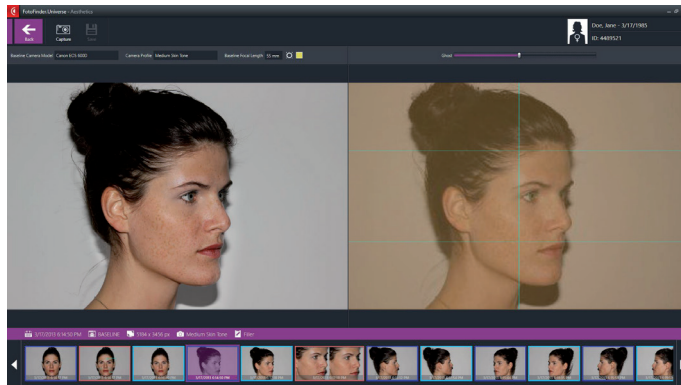 FotoFinder Universe - Aesthetics
Back
Capture
Save
Doe, Jane - 3/17/1985
ID: 4489521
Baseline Camera Model Canon EOS 600D
Camera Profile Medium Skin Tone
Baseline Focal Length 55 mm
Ghost
3/17/2013 6:14:50 PM BASELINE 5184 x 3456 px Medium Skin Tone Filter